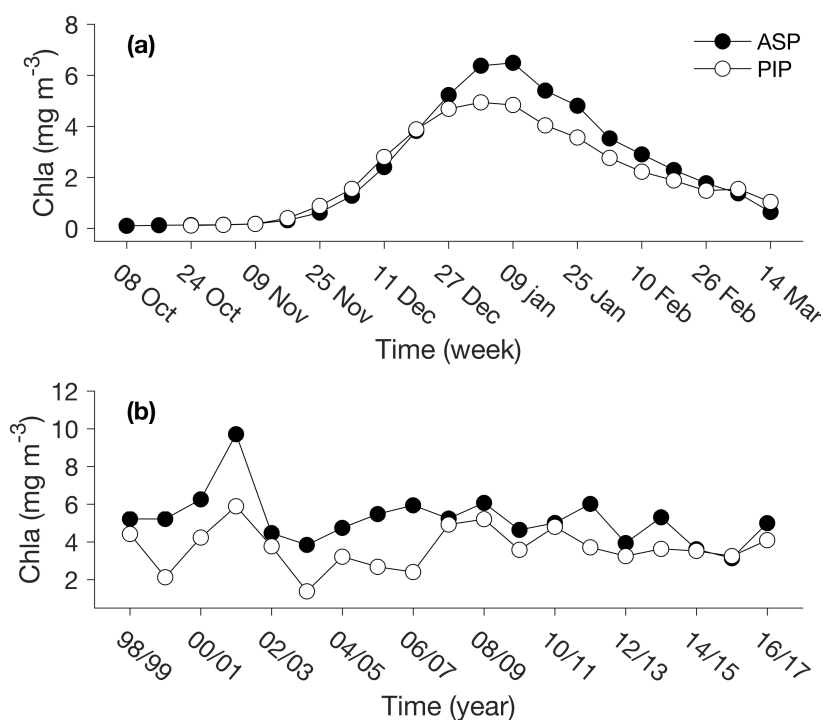 (a)
ASP
PIP
Chla (mg m-3)
8
6
4
2
0
08 Oct
24 Oct
09 Nov
25 Nov
11 Dec
27 Dec
09 jan
25 Jan
10 Feb
26 Feb
14 Mar
Time (week)
(b)
Chla (mg m-3)
12
10
8
6
4
2
98/99
00/01
02/03
04/05
06/07
08/09
10/11
12/13
14/15
16/17
Time (year)